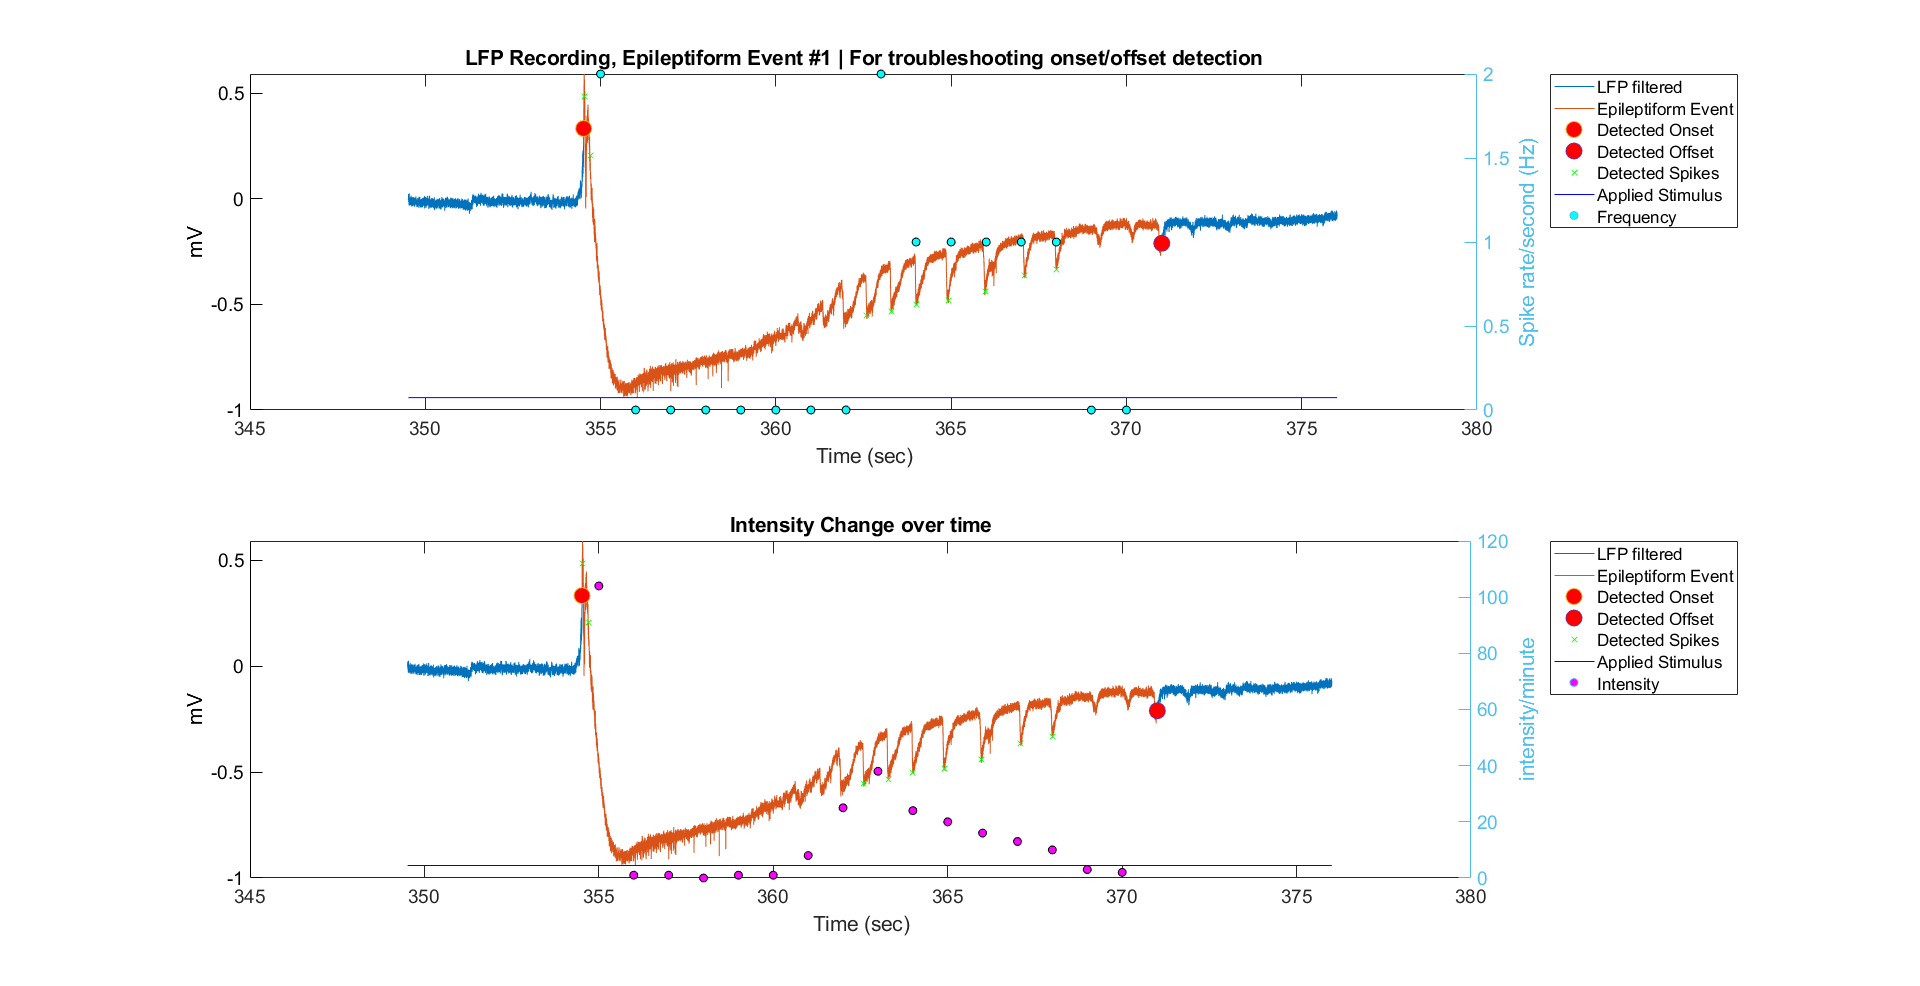 LFP Recording, Epileptiform Event #1 | For troubleshooting onset/offset detection
0.5
0
-0.5
-1
mV
345 350 355 360 365 370 375 380
Time (sec)
2
1.5
1
0.5
0
Spike rate/second (Hz)
LFP filtered
Epileptiform Event
Detected Onset
Detected Offset
Detected Spikes
Applied Stimulus
Frequency
Intensity Change over time
0.5
0
-0.5
-1
mV
345 350 355 360 365 370 375 380
Time (sec)
120
100
80
60
40
20
0
intensity/minute
LFP filtered
Epileptiform Event
Detected Onset
Detected Offset
Detected Spikes
Applied Stimulus
Intensity